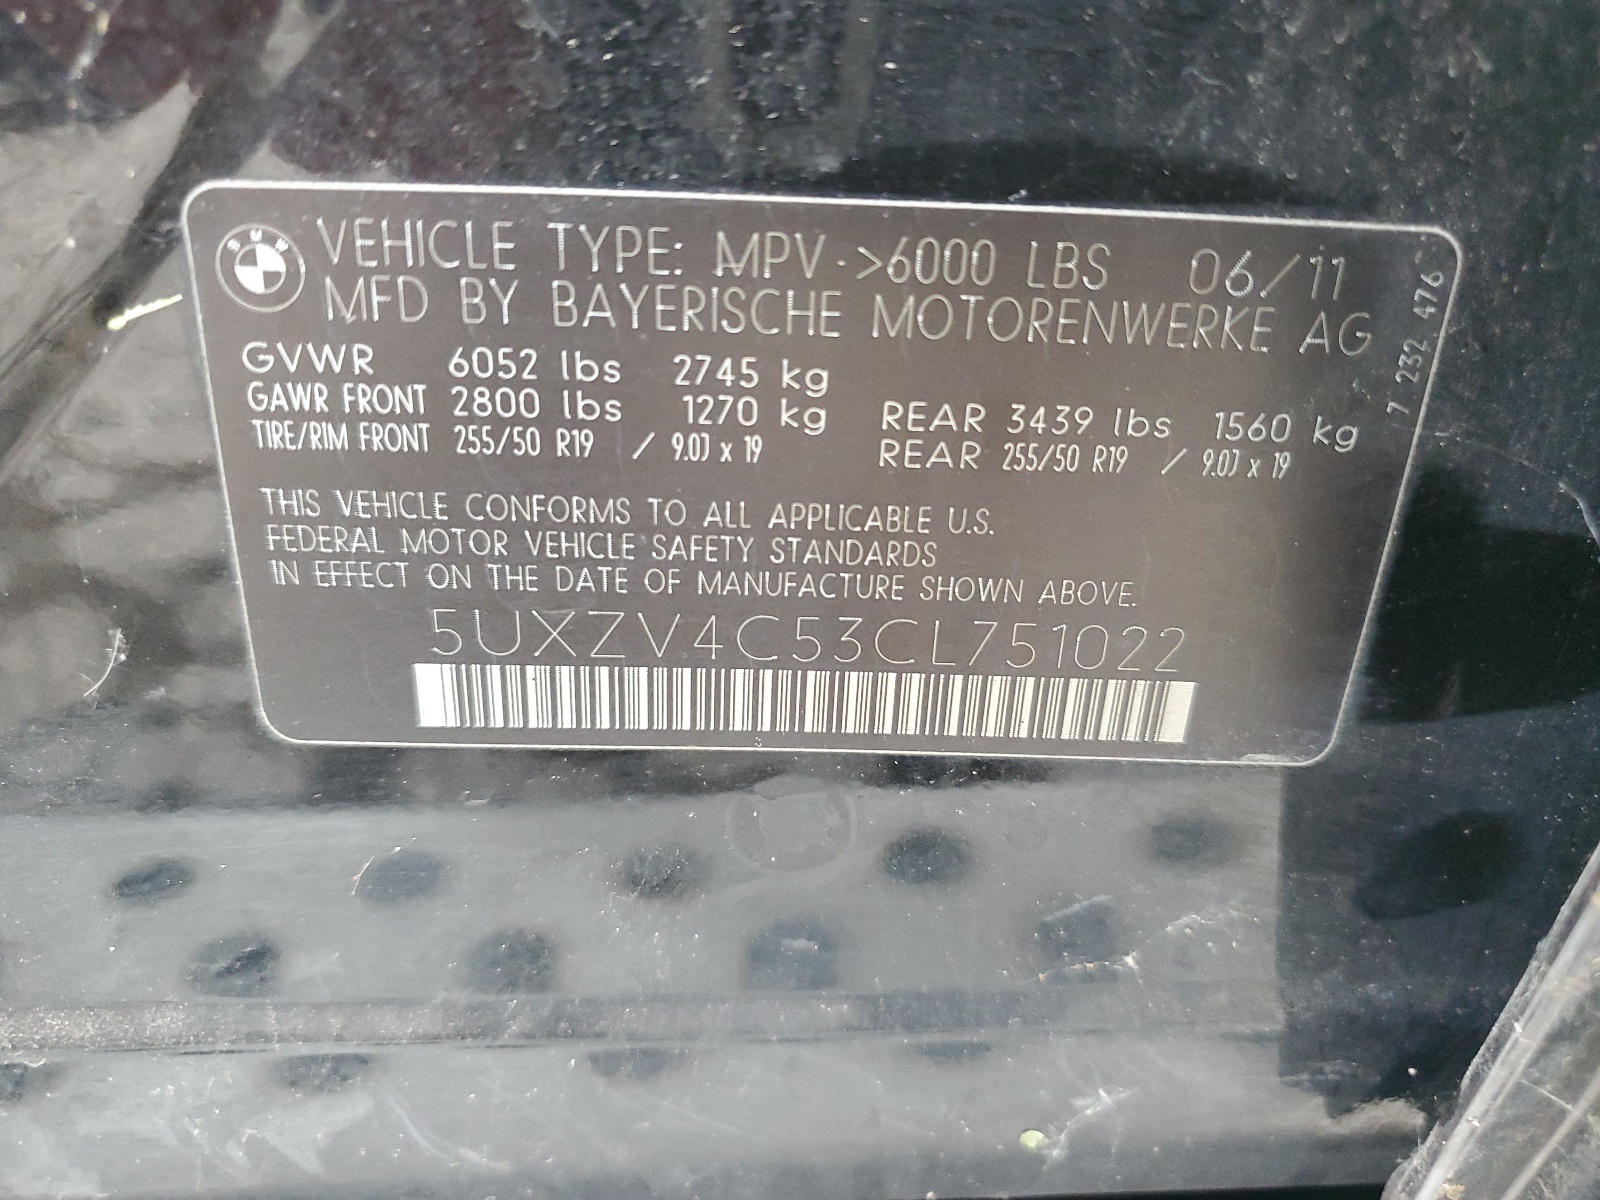 BMW
VEHICLE TYPE: MPV ->6000 LBS 06/11
MFD BY BAYERISCHE MOTORENWERKE AG
GVWR 6052 lbs 2745 kg
GAWR FRONT 2800 lbs 1270 kg REAR 3439 lbs 1560 kg
TIRE/RIM FRONT 255/50 R19 / 9.0J x 19 REAR 255/50 R19 / 9.0J x 19
THIS VEHICLE CONFORMS TO ALL APPLICABLE U.S.
FEDERAL MOTOR VEHICLE SAFETY STANDARDS
IN EFFECT ON THE DATE OF MANUFACTURE SHOWN ABOVE.
5UXZV4C53CL751022
7 232 476